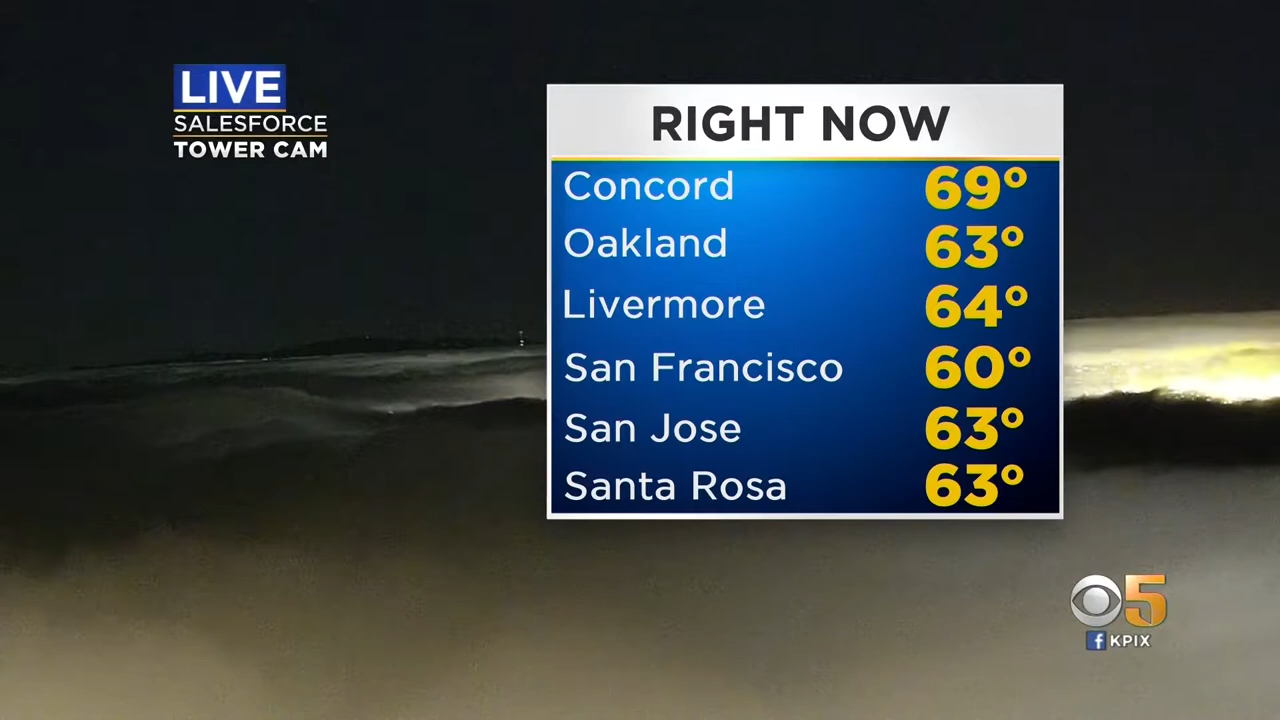 LIVE
SALESFORCE
TOWER CAM
RIGHT NOW
Concord 69°
Oakland 63°
Livermore 64°
San Francisco 60°
San Jose 63°
Santa Rosa 63°
5
f KPIX